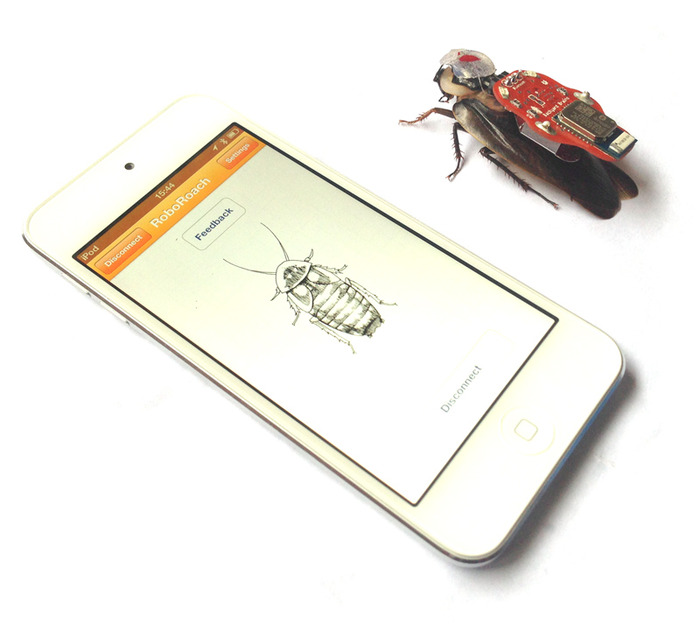 iPod
15:44
Disconnect
RoboRoach
Settings
Feedback
Disconnect